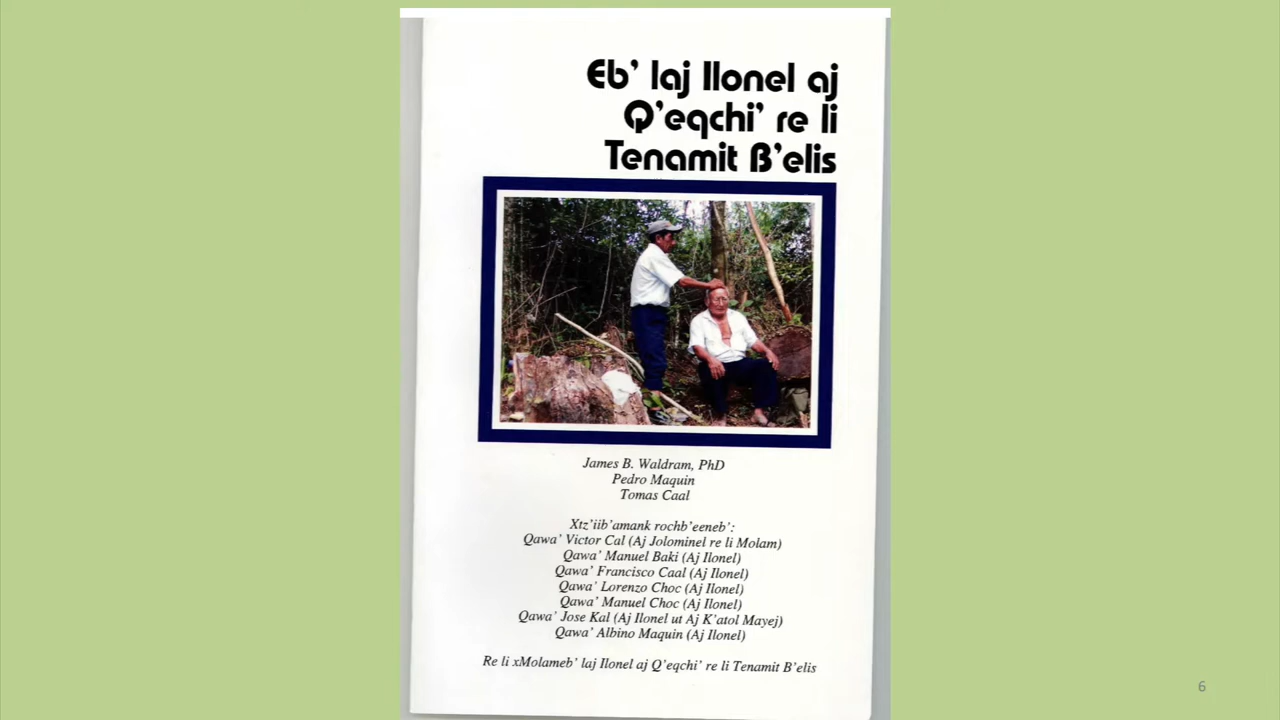 Eb’ laj Ilonel aj
Q’eqchi’ re li
Tenamit B’elis
James B. Waldram, PhD
Pedro Maquin
Tomas Caal
Xtz’iib’amank rochb’eeneb’:
Qawa’ Victor Cal (Aj Jolominel re li Molam)
Qawa’ Manuel Baki (Aj Ilonel)
Qawa’ Francisco Caal (Aj Ilonel)
Qawa’ Lorenzo Choc (Aj Ilonel)
Qawa’ Manuel Choc (Aj Ilonel)
Qawa’ Jose Kal (Aj Ilonel ut Aj K’atol Mayej)
Qawa’ Albino Maquin (Aj Ilonel)
Re li xMolameb’ laj Ilonel aj Q’eqchi’ re li Tenamit B’elis
6